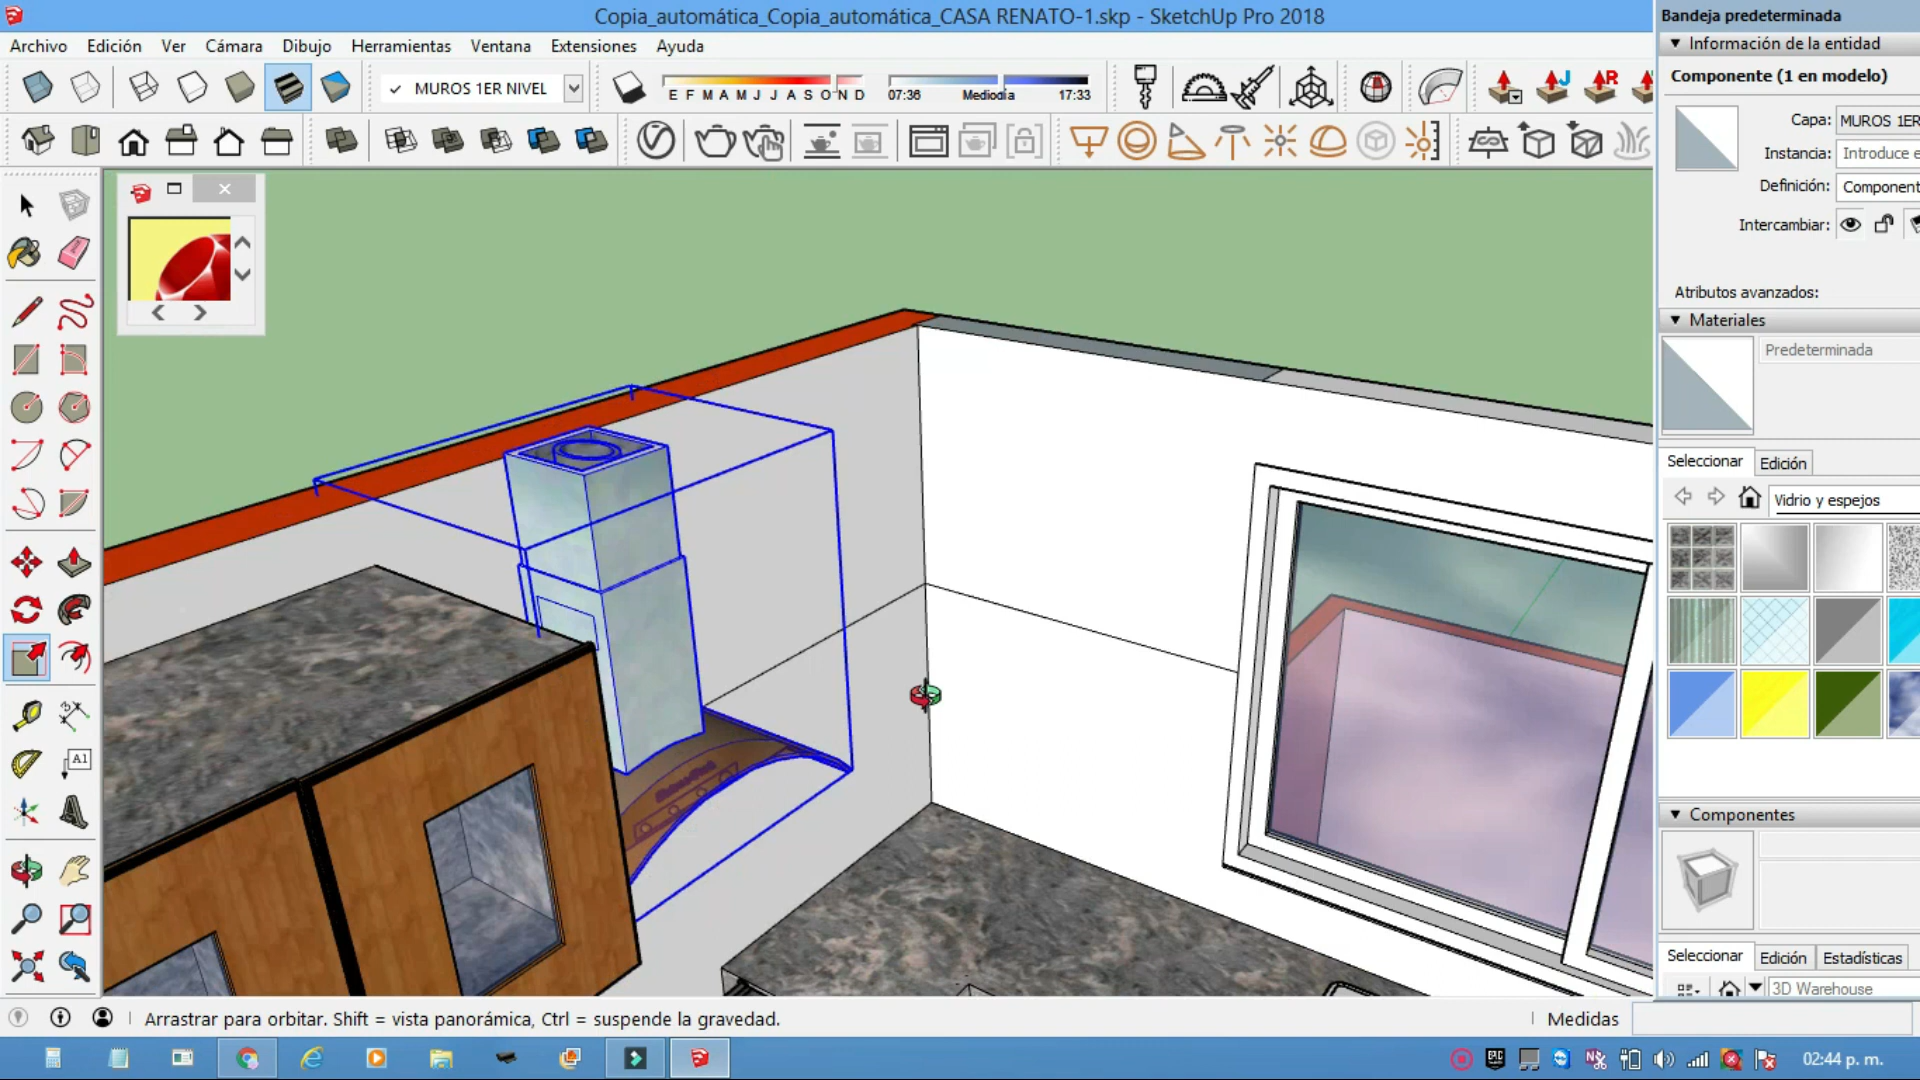 Copia_automática_Copia_automática_CASA RENATO-1.skp - SketchUp Pro 2018
Bandeja predeterminada
Archivo Edición Ver Cámara Dibujo Herramientas Ventana Extensiones Ayuda
Información de la entidad
Componente (1 en modelo)
MUROS 1ER NIVEL
E F M A M J J A S O N D
07:36 Mediodía 17:33
Capa: MUROS 1ER
Instancia: Introduce e
Definición: Component
Intercambiar:
Atributos avanzados:
Materiales
Predeterminada
Seleccionar Edición
Vidrio y espejos
Componentes
Seleccionar Edición Estadísticas
3D Warehouse
Arrastrar para orbitar. Shift = vista panorámica, Ctrl = suspende la gravedad.
Medidas
02:44 p. m.